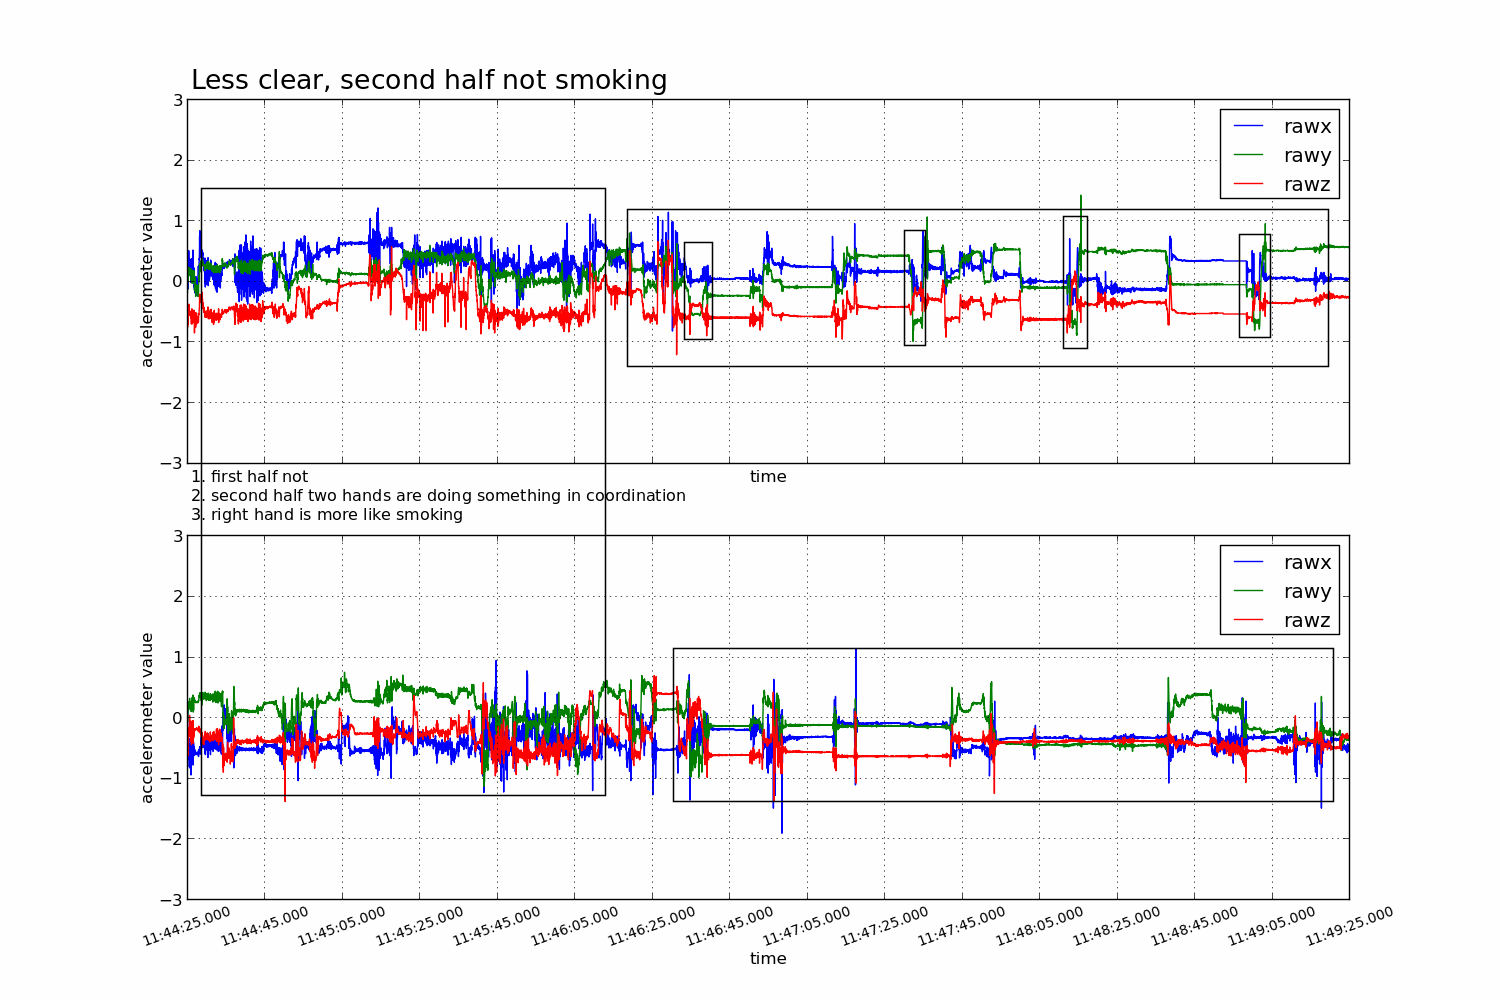 Less clear, second half not smoking
3
2
1
0
−1
−2
−3
accelerometer value
rawx
rawy
rawz
time
1. first half not
2. second half two hands are doing something in coordination
3. right hand is more like smoking
3
2
1
0
−1
−2
−3
accelerometer value
rawx
rawy
rawz
11:44:25.000
11:44:45.000
11:45:05.000
11:45:25.000
11:45:45.000
11:46:05.000
11:46:25.000
11:46:45.000
11:47:05.000
11:47:25.000
11:47:45.000
11:48:05.000
11:48:25.000
11:48:45.000
11:49:05.000
11:49:25.000
time